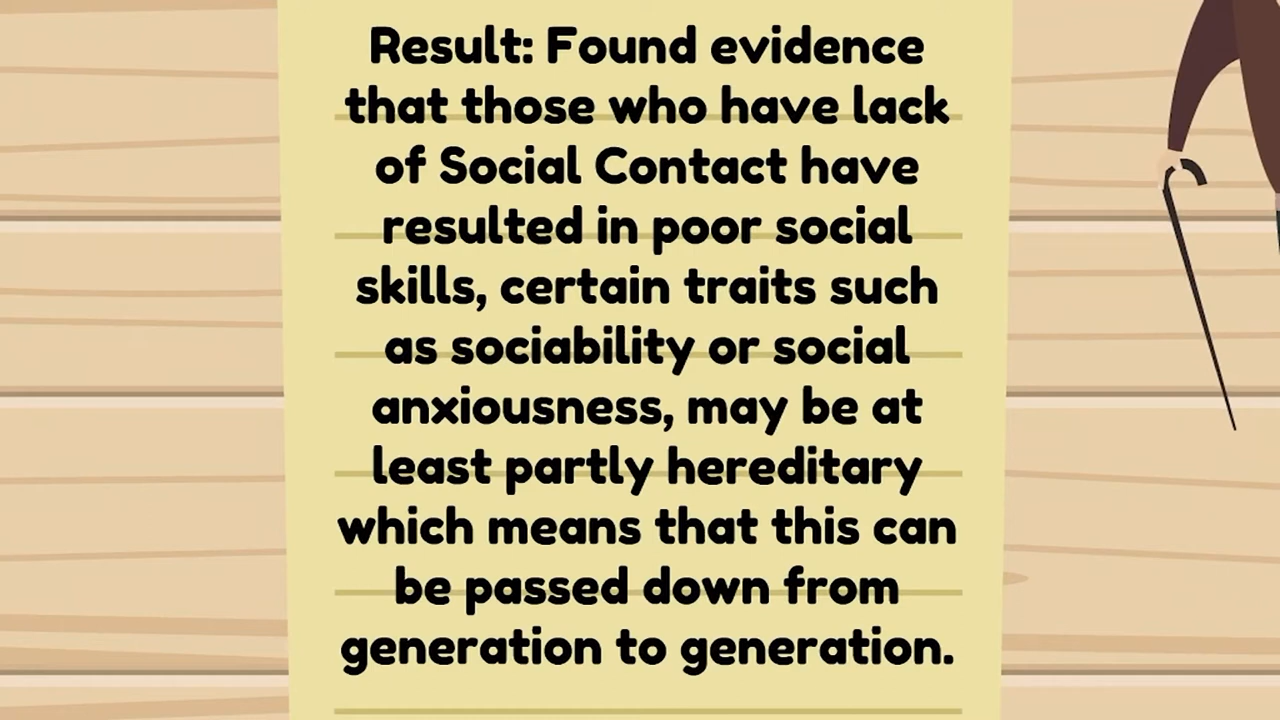 Result: Found evidence
that those who have lack
of Social Contact have
resulted in poor social
skills, certain traits such
as sociability or social
anxiousness, may be at
least partly hereditary
which means that this can
be passed down from
generation to generation.